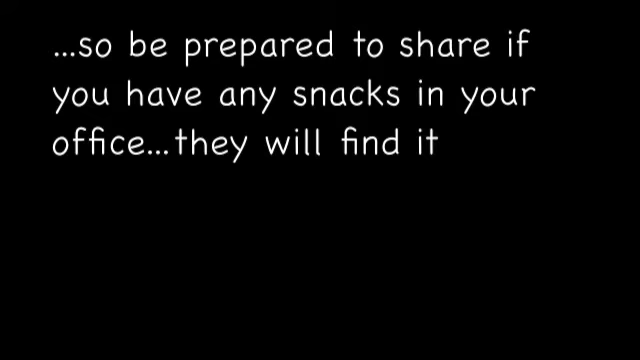 ...so be prepared to share if
you have any snacks in your
office...they will find it